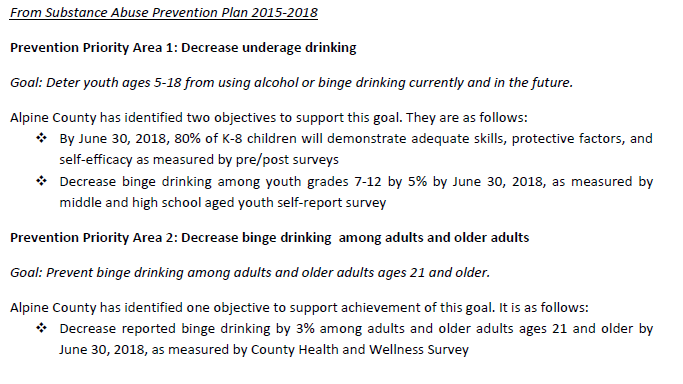 From Substance Abuse Prevention Plan 2015-2018
Prevention Priority Area 1: Decrease underage drinking
Goal: Deter youth ages 5-18 from using alcohol or binge drinking currently and in the future.
Alpine County has identified two objectives to support this goal. They are as follows:
❖ By June 30, 2018, 80% of K-8 children will demonstrate adequate skills, protective factors, and
self-efficacy as measured by pre/post surveys
❖ Decrease binge drinking among youth grades 7-12 by 5% by June 30, 2018, as measured by
middle and high school aged youth self-report survey
Prevention Priority Area 2: Decrease binge drinking among adults and older adults
Goal: Prevent binge drinking among adults and older adults ages 21 and older.
Alpine County has identified one objective to support achievement of this goal. It is as follows:
❖ Decrease reported binge drinking by 3% among adults and older adults ages 21 and older by
June 30, 2018, as measured by County Health and Wellness Survey